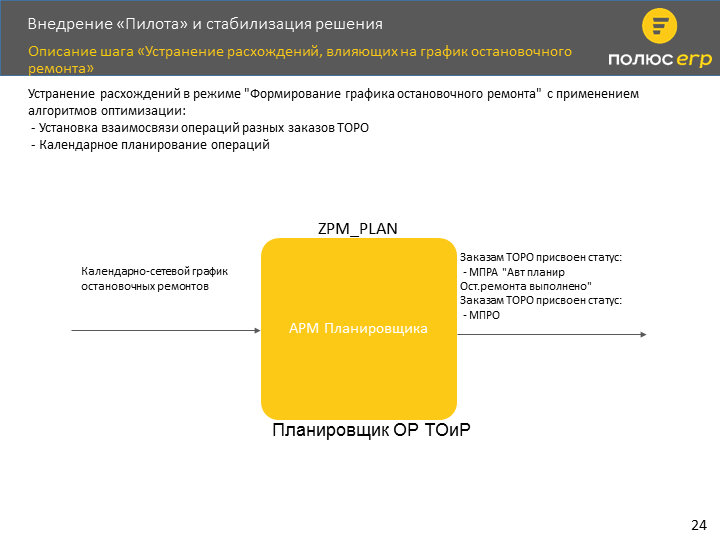 Внедрение «Пилота» и стабилизация решения
Описание шага «Устранение расхождений, влияющих на график остановочного
ремонта»
ПОЛЮС erp
Устранение расхождений в режиме "Формирование графика остановочного ремонта" с применением
алгоритмов оптимизации:
- Установка взаимосвязи операций разных заказов ТОРО
- Календарное планирование операций
ZPM_PLAN
Календарно-сетевой график
остановочных ремонтов
АРМ Планировщика
Заказам ТОРО присвоен статус:
- МПРА "Авт планир
Ост.ремонта выполнено"
Заказам ТОРО присвоен статус:
- МПРО
Планировщик ОР ТОиР
24